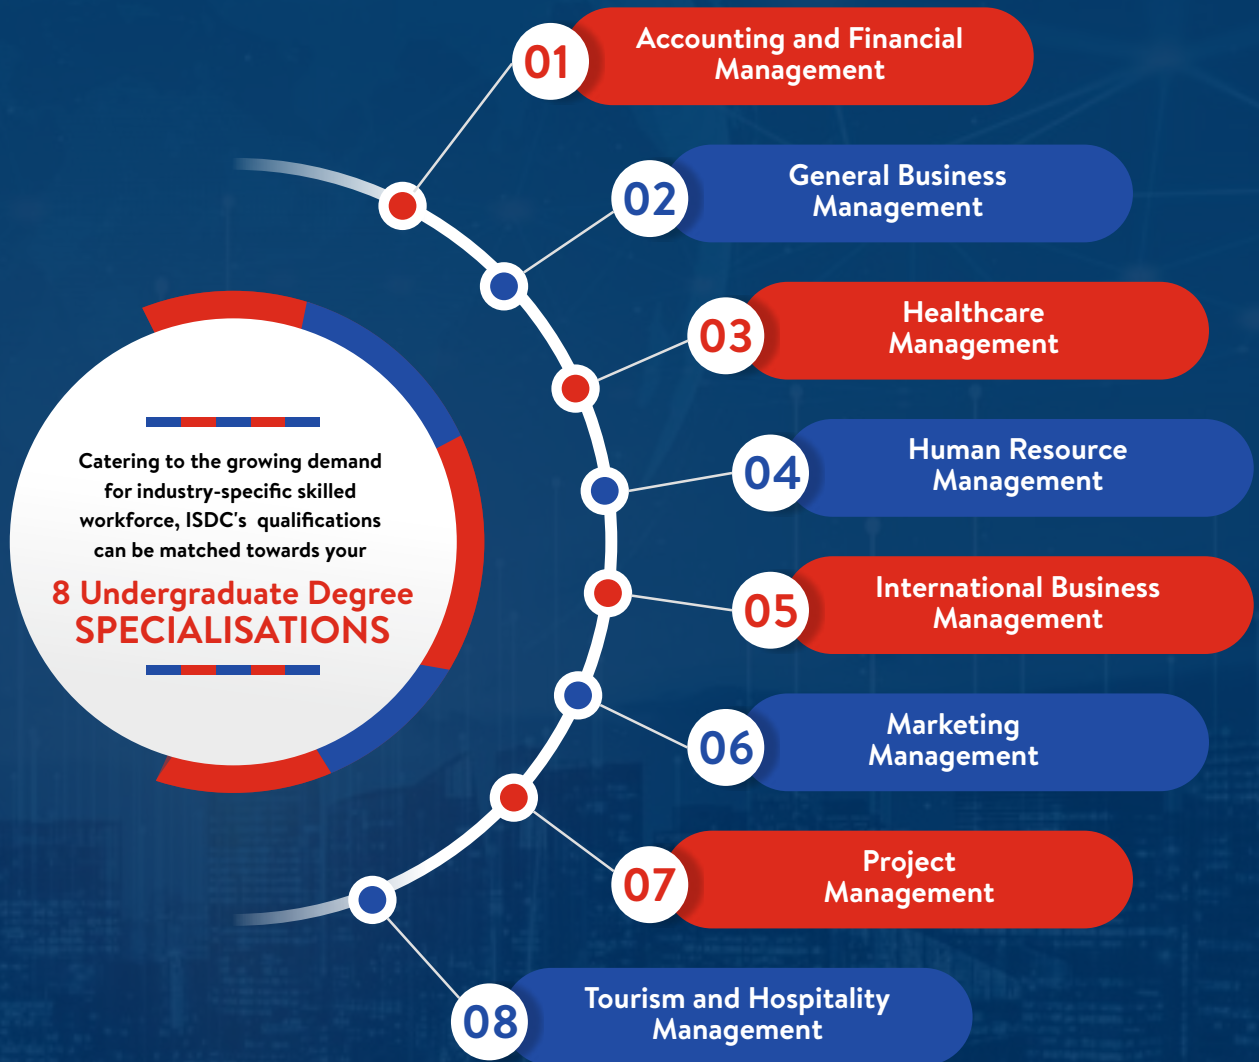 Catering to the growing demand
for industry-specific skilled
workforce, ISDC's qualifications
can be matched towards your
8 Undergraduate Degree
SPECIALISATIONS
01
Accounting and Financial
Management
02
General Business
Management
03
Healthcare
Management
04
Human Resource
Management
05
International Business
Management
06
Marketing
Management
07
Project
Management
08
Tourism and Hospitality
Management